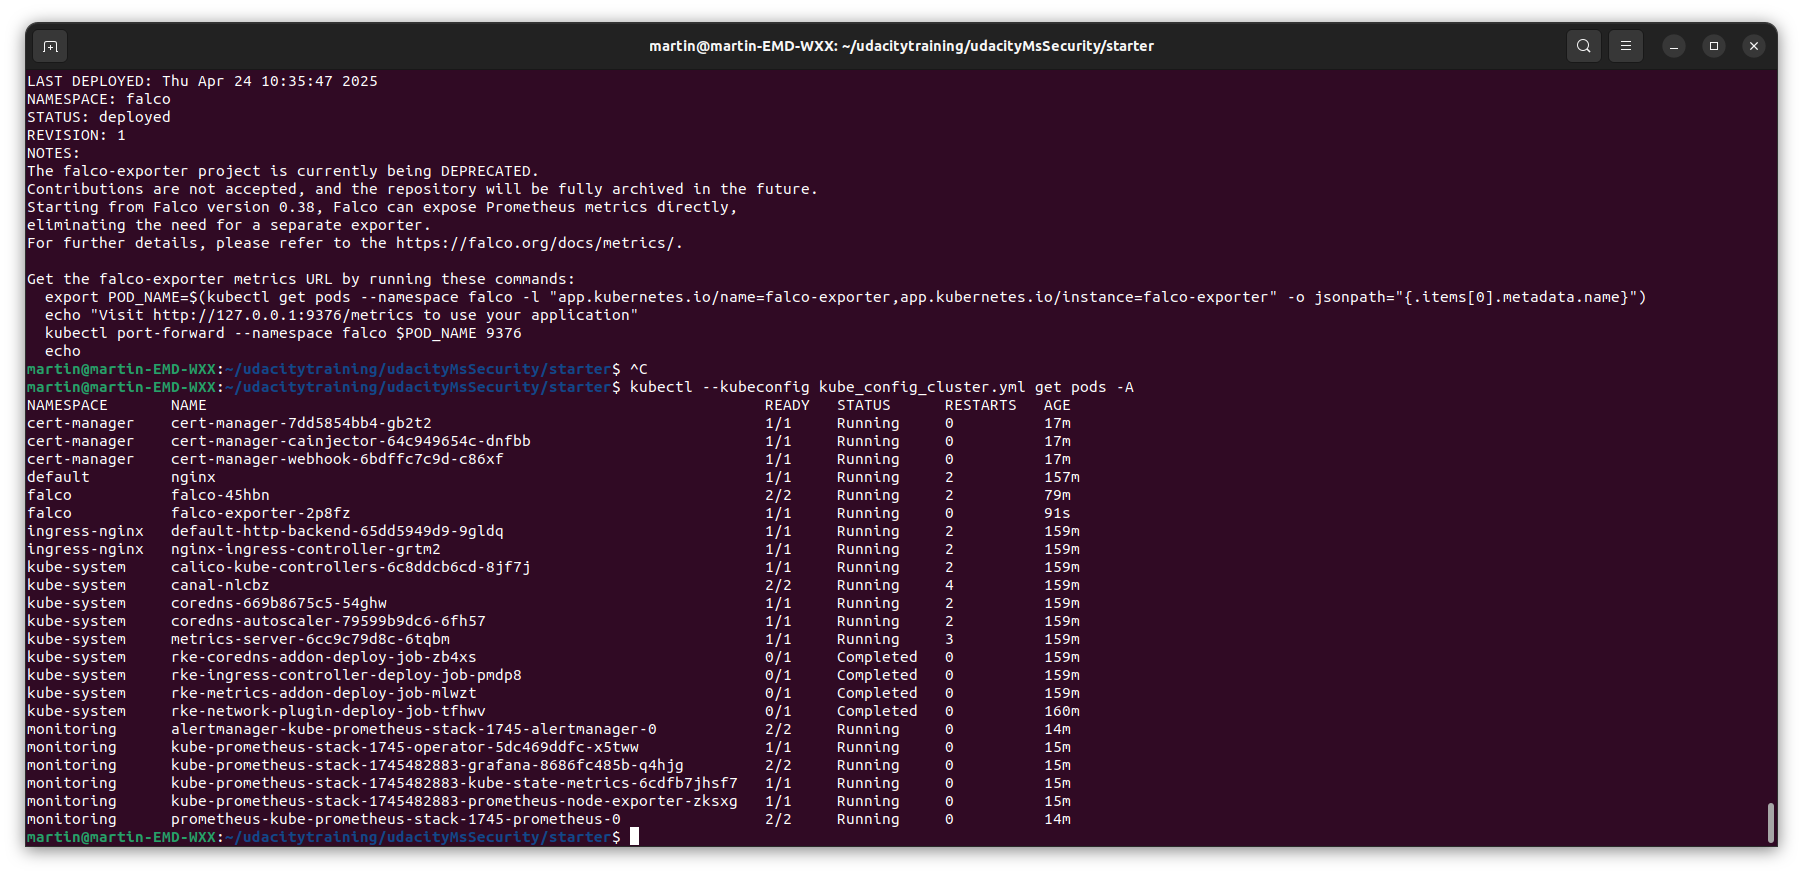 martin@martin-EMD-WXX: ~/udacitytraining/udacityMsSecurity/starter
LAST DEPLOYED: Thu Apr 24 10:35:47 2025
NAMESPACE: falco
STATUS: deployed
REVISION: 1
NOTES:
The falco-exporter project is currently being DEPRECATED.
Contributions are not accepted, and the repository will be fully archived in the future.
Starting from Falco version 0.38, Falco can expose Prometheus metrics directly,
eliminating the need for a separate exporter.
For further details, please refer to the https://falco.org/docs/metrics/.

Get the falco-exporter metrics URL by running these commands:
  export POD_NAME=$(kubectl get pods --namespace falco -l "app.kubernetes.io/name=falco-exporter,app.kubernetes.io/instance=falco-exporter" -o jsonpath="{.items[0].metadata.name}")
  echo "Visit http://127.0.0.1:9376/metrics to use your application"
  kubectl port-forward --namespace falco $POD_NAME 9376
  echo
martin@martin-EMD-WXX:~/udacitytraining/udacityMsSecurity/starter$ ^C
martin@martin-EMD-WXX:~/udacitytraining/udacityMsSecurity/starter$ kubectl --kubeconfig kube_config_cluster.yml get pods -A
NAMESPACE       NAME                                                              READY   STATUS      RESTARTS   AGE
cert-manager    cert-manager-7dd5854bb4-gb2t2                                     1/1     Running     0          17m
cert-manager    cert-manager-cainjector-64c949654c-dnfbb                          1/1     Running     0          17m
cert-manager    cert-manager-webhook-6bdffc7c9d-c86xf                             1/1     Running     0          17m
default         nginx                                                             1/1     Running     2          157m
falco           falco-45hbn                                                       2/2     Running     2          79m
falco           falco-exporter-2p8fz                                              1/1     Running     0          91s
ingress-nginx   default-http-backend-65dd5949d9-9gldq                             1/1     Running     2          159m
ingress-nginx   nginx-ingress-controller-grtm2                                    1/1     Running     2          159m
kube-system     calico-kube-controllers-6c8ddcb6cd-8jf7j                          1/1     Running     2          159m
kube-system     canal-nlcbz                                                       2/2     Running     4          159m
kube-system     coredns-669b8675c5-54ghw                                          1/1     Running     2          159m
kube-system     coredns-autoscaler-79599b9dc6-6fh57                               1/1     Running     2          159m
kube-system     metrics-server-6cc9c79d8c-6tqbm                                   1/1     Running     3          159m
kube-system     rke-coredns-addon-deploy-job-zb4xs                                0/1     Completed   0          159m
kube-system     rke-ingress-controller-deploy-job-pmdp8                           0/1     Completed   0          159m
kube-system     rke-metrics-addon-deploy-job-mlwzt                                0/1     Completed   0          159m
kube-system     rke-network-plugin-deploy-job-tfhwv                               0/1     Completed   0          160m
monitoring      alertmanager-kube-prometheus-stack-1745-alertmanager-0            2/2     Running     0          14m
monitoring      kube-prometheus-stack-1745-operator-5dc469ddfc-x5tww              1/1     Running     0          15m
monitoring      kube-prometheus-stack-1745482883-grafana-8686fc485b-q4hjg         2/2     Running     0          15m
monitoring      kube-prometheus-stack-1745482883-kube-state-metrics-6cdfb7jhsf7   1/1     Running     0          15m
monitoring      kube-prometheus-stack-1745482883-prometheus-node-exporter-zksxg   1/1     Running     0          15m
monitoring      prometheus-kube-prometheus-stack-1745-prometheus-0                2/2     Running     0          14m
martin@martin-EMD-WXX:~/udacitytraining/udacityMsSecurity/starter$